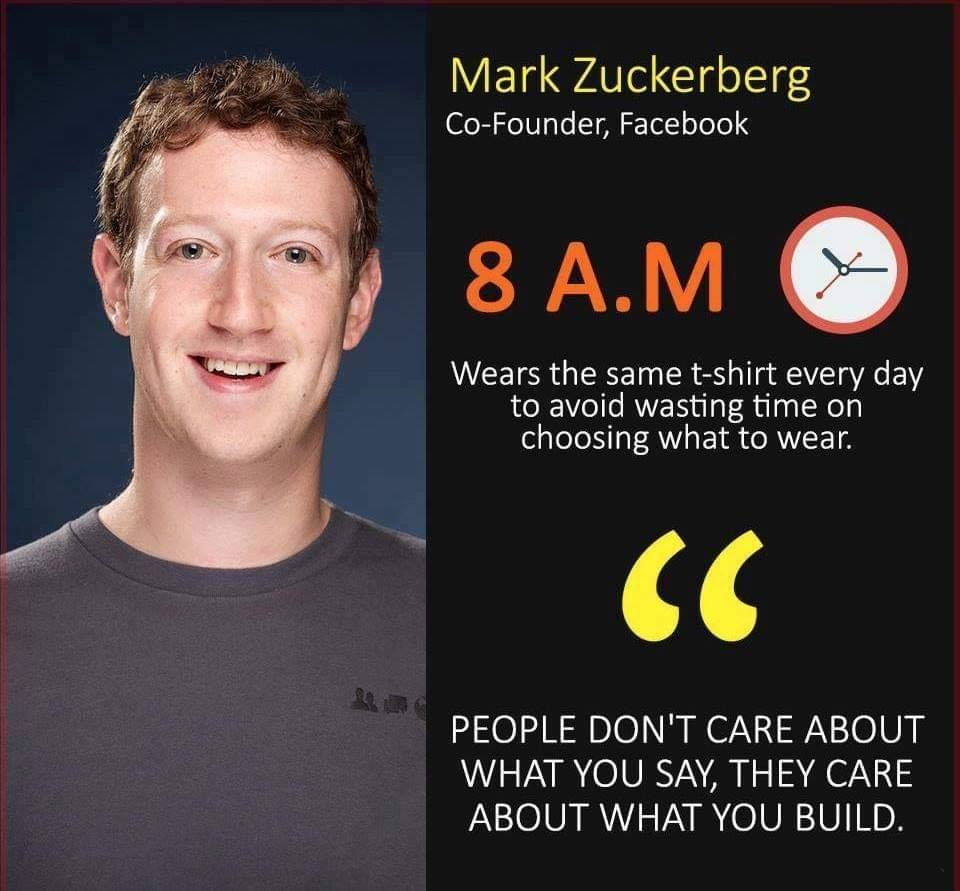 Mark Zuckerberg
Co-Founder, Facebook
8 A.M
Wears the same t-shirt every day
to avoid wasting time on
choosing what to wear.
“
PEOPLE DON'T CARE ABOUT
WHAT YOU SAY, THEY CARE
ABOUT WHAT YOU BUILD.